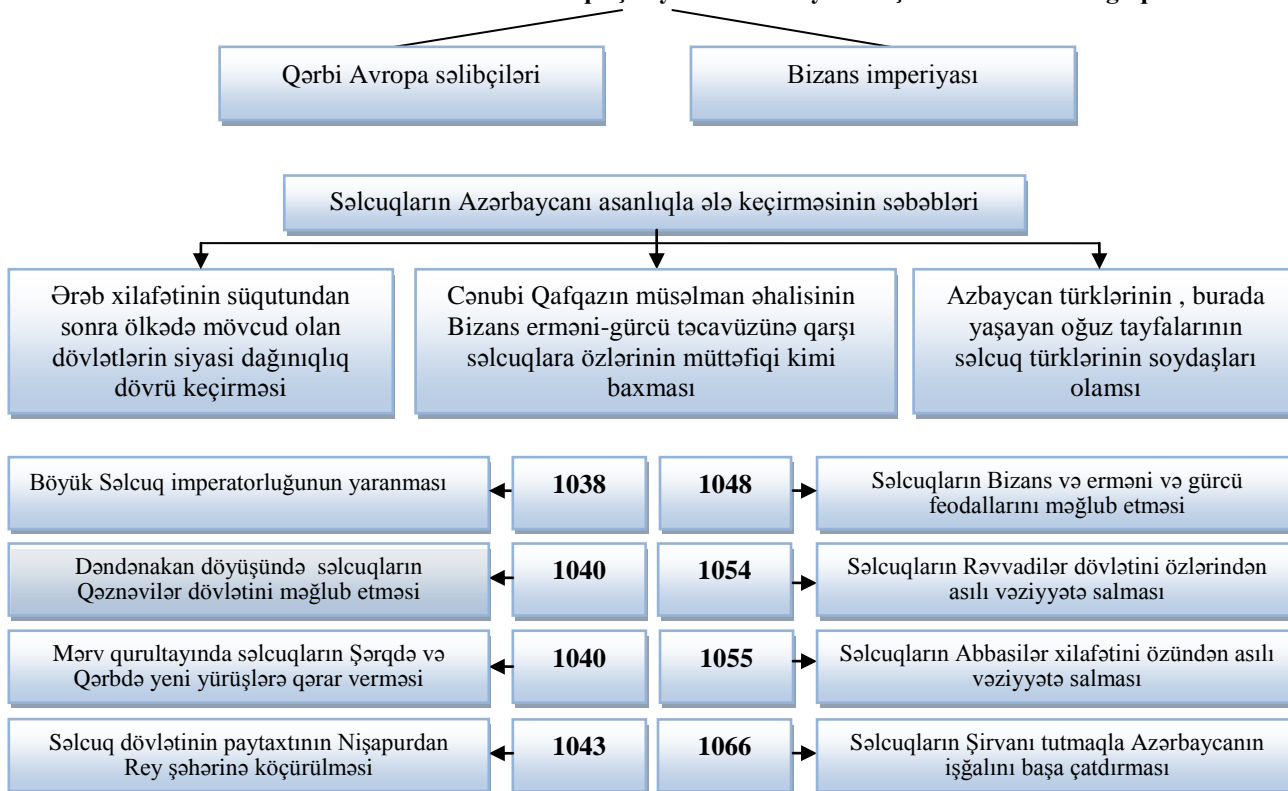 Qərbi Avropa səlibçiləri
Bizans imperiyası
Səlcuqların Azərbaycanı asanlıqla ələ keçirməsinin səbəbləri
Ərəb xilafətinin süqutundan
sonra ölkədə mövcud olan
dövlətlərin siyasi dağınıqlıq
dövrü keçirməsi
Cənubi Qafqazın müsəlman əhalisinin
Bizans erməni-gürcü təcavüzünə qarşı
səlcuqlara özlərinin müttəfiqi kimi
baxması
Azbaycan türklərinin , burada
yaşayan oğuz tayfalarının
səlcuq türklərinin soydaşları
olamsı
Böyük Səlcuq imperatorluğunun yaranması
1038
1048
Səlcuqların Bizans və erməni və gürcü
feodallarını məğlub etməsi
Dəndənakan döyüşündə səlcuqların
Qəznəvilər dövlətini məğlub etməsi
1040
1054
Səlcuqların Rəvvadilər dövlətini özlərindən
asılı vəziyyətə salması
Mərv qurultayında səlcuqların Şərqdə və
Qərbdə yeni yürüşlərə qərar verməsi
1040
1055
Səlcuqların Abbasilər xilafətini özündən asılı
vəziyyətə salması
Səlcuq dövlətinin paytaxtının Nişapurdan
Rey şəhərinə köçürülməsi
1043
1066
Səlcuqların Şirvanı tutmaqla Azərbaycanın
işğalını başa çatdırması